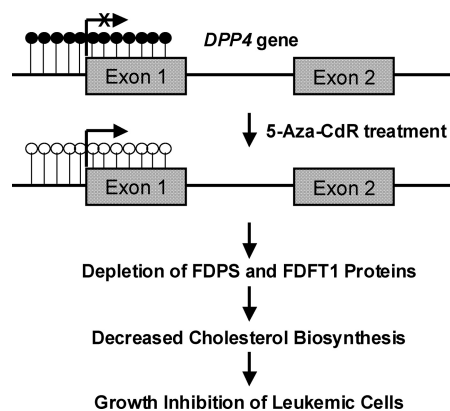 X
DPP4 gene
Exon 1 Exon 2
5-Aza-CdR treatment
Exon 1 Exon 2
Depletion of FDPS and FDFT1 Proteins
Decreased Cholesterol Biosynthesis
Growth Inhibition of Leukemic Cells